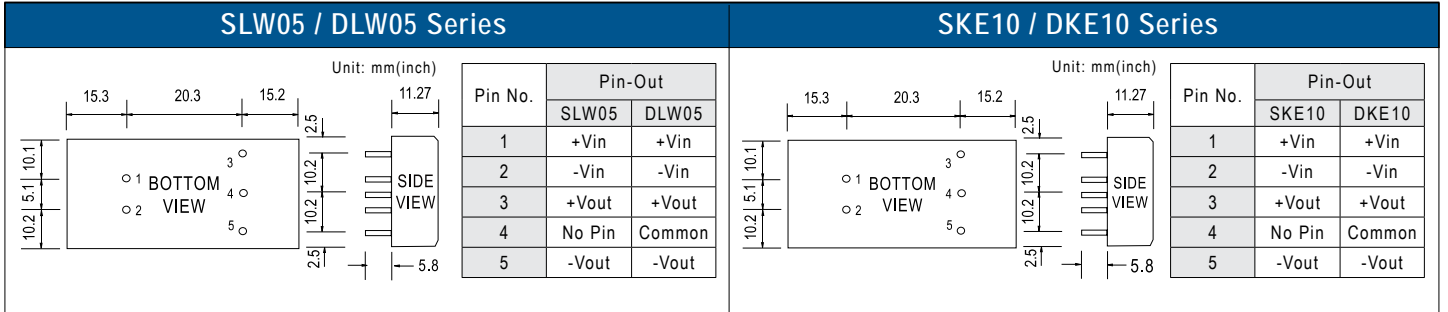 SLW05 / DLW05 Series
Unit: mm(inch)
15.3 20.3 15.2 11.27
2.5
10.1
5.1
10.2
1
2
3
4
5
BOTTOM
VIEW
10.2
10.2
2.5
SIDE
VIEW
5.8
Pin No. Pin-Out
SLW05 DLW05
1 +Vin +Vin
2 -Vin -Vin
3 +Vout +Vout
4 No Pin Common
5 -Vout -Vout
SKE10 / DKE10 Series
Unit: mm(inch)
15.3 20.3 15.2 11.27
2.5
10.1
5.1
10.2
1
2
3
4
5
BOTTOM
VIEW
10.2
10.2
2.5
SIDE
VIEW
5.8
Pin No. Pin-Out
SKE10 DKE10
1 +Vin +Vin
2 -Vin -Vin
3 +Vout +Vout
4 No Pin Common
5 -Vout -Vout